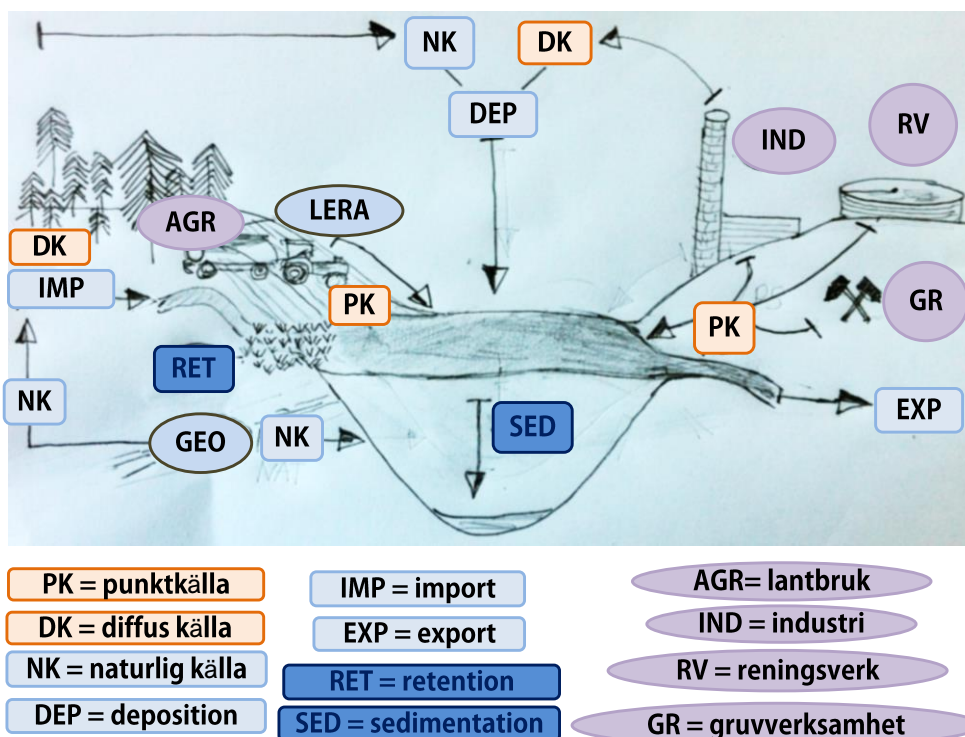 NK
DK
DEP
IND
RV
AGR
LERA
DK
IMP
PK
PK
GR
RET
NK
EXP
GEO
NK
SED
PK = punktkälla
DK = diffus källa
NK = naturlig källa
DEP = deposition
IMP = import
EXP = export
RET = retention
SED = sedimentation
AGR= lantbruk
IND = industri
RV = reningsverk
GR = gruvverksamhet